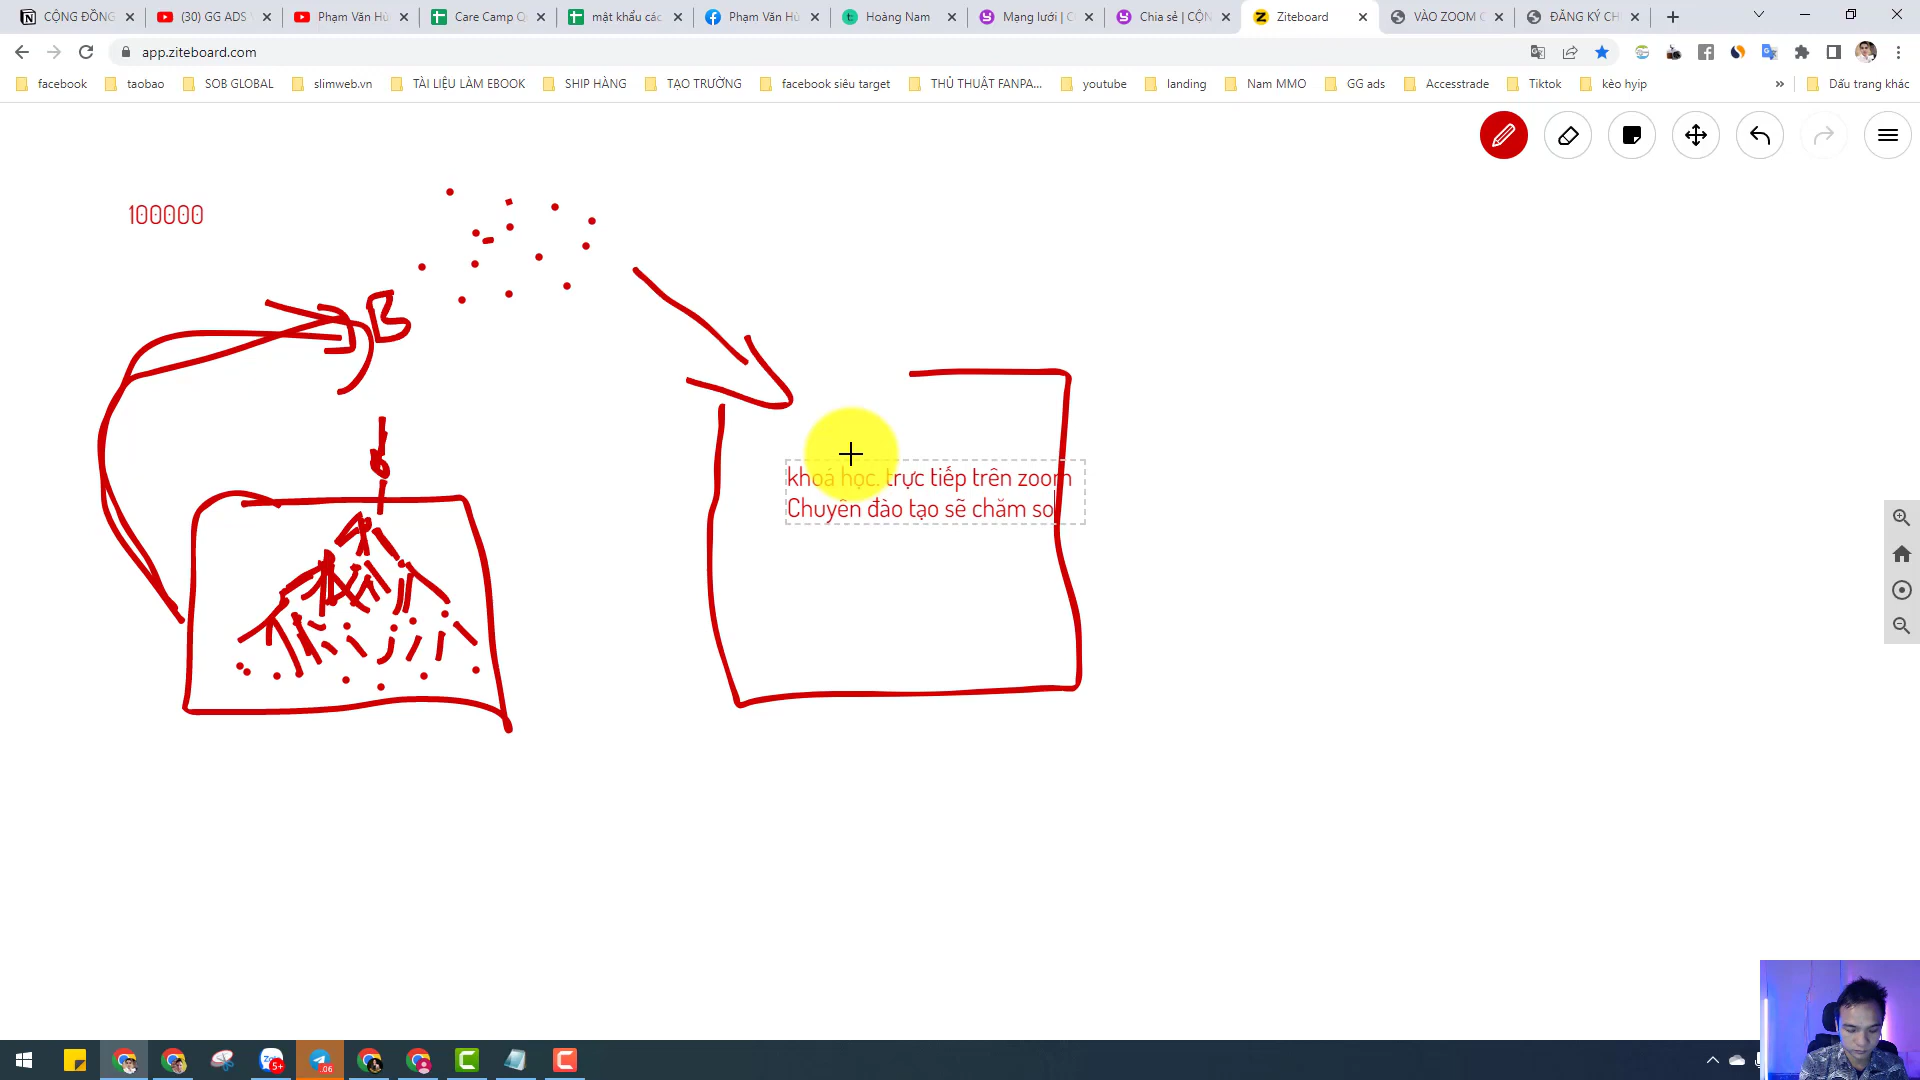 CỘNG ĐỒNG
(30) GG ADS
Phạm Văn Hù
Care Camp Q
mật khẩu các
Phạm Văn Hù
Hoàng Nam
Mạng lưới | C
Chia sẻ | CỘN
Ziteboard
VÀO ZOOM C
ĐĂNG KÝ CH
app.ziteboard.com
facebook
taobao
SOB GLOBAL
slimweb.vn
TÀI LIỆU LÀM EBOOK
SHIP HÀNG
TẠO TRƯỜNG
facebook siêu target
THỦ THUẬT FANPA...
youtube
landing
Nam MMO
GG ads
Accesstrade
Tiktok
kèo hyip
»
Dấu trang khác
100000
B
khoá học. trực tiếp trên zoom
Chuyên đào tạo sẽ chăm so
Zalo
5+